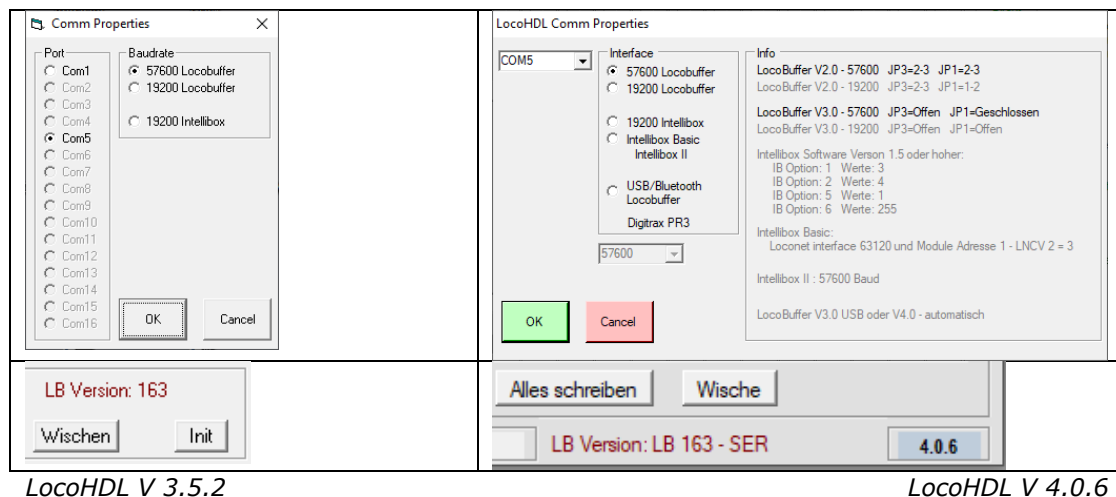 Comm Properties
Port
Com1
Com2
Com3
Com4
Com5
Com6
Com7
Com8
Com9
Com10
Com11
Com12
Com13
Com14
Com15
Com16
Baudrate
57600 Locobuffer
19200 Locobuffer
19200 Intellibox
OK
Cancel
LocoHDL Comm Properties
COM5
Interface
57600 Locobuffer
19200 Locobuffer
19200 Intellibox
Intellibox Basic
Intellibox II
USB/Bluetooth
Locobuffer
Digitrax PR3
57600
OK
Cancel
Info
LocoBuffer V2.0 - 57600 JP3=2-3 JP1=2-3
LocoBuffer V2.0 - 19200 JP3=2-3 JP1=1-2
LocoBuffer V3.0 - 57600 JP3=Offen JP1=Geschlossen
LocoBuffer V3.0 - 19200 JP3=Offen JP1=Offen
Intellibox Software Verson 1.5 oder hoher:
IB Option: 1 Werte: 3
IB Option: 2 Werte: 4
IB Option: 5 Werte: 1
IB Option: 6 Werte: 255
Intellibox Basic:
Loconet interface 63120 und Module Adresse 1 - LNCV 2 = 3
Intellibox II : 57600 Baud
LocoBuffer V3.0 USB oder V4.0 - automatisch
LB Version: 163
Wischen Init
Alles schreiben Wische
LB Version: LB 163 - SER 4.0.6
LocoHDL V 3.5.2 LocoHDL V 4.0.6